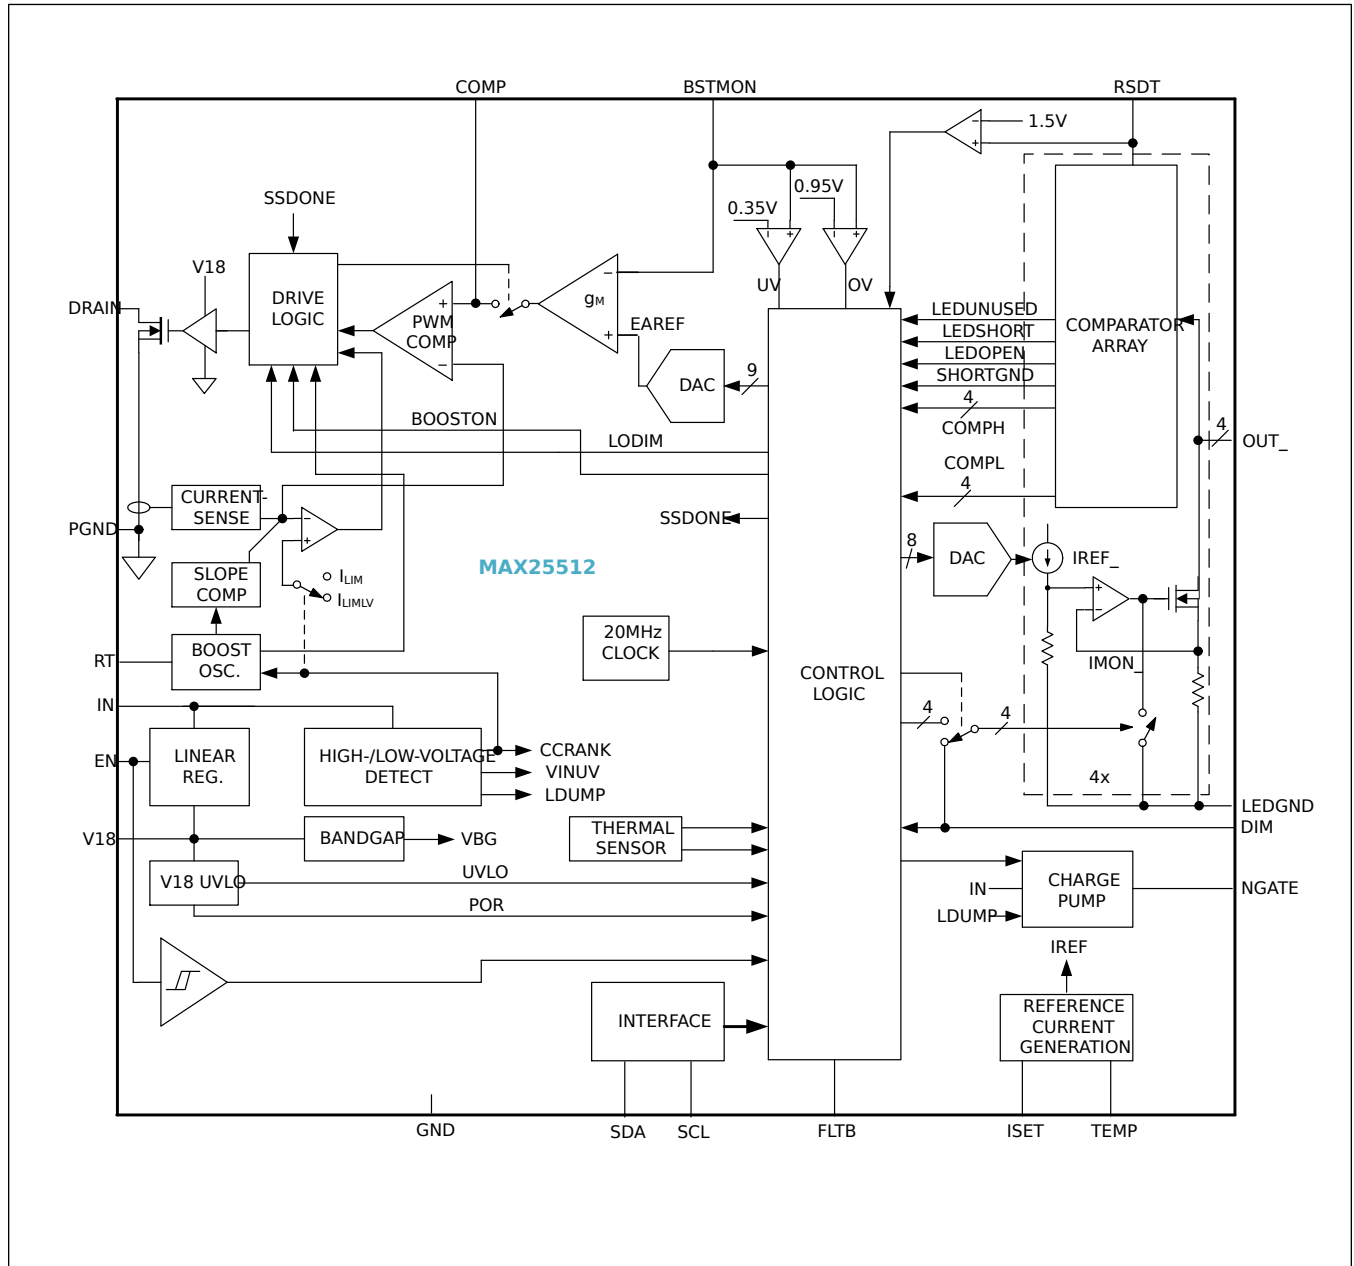 COMP
BSTMON
RSDT
1.5V
0.95V
0.35V
SSDONE
V18
DRAIN
DRIVE
LOGIC
PWM
COMP
gM
EAREF
UV
OV
DAC
9
LEDUNUSED
LEDSHORT
LEDOPEN
SHORTGND
4
COMPH
COMPL
4
COMPARATOR
ARRAY
4
OUT_
BOOSTON
LODIM
CURRENT-
SENSE
PGND
SSDONE
MAX25512
8
DAC
IREF_
SLOPE
COMP
ILIM
ILIMLV
RT
BOOST
OSC.
20MHz
CLOCK
CONTROL
LOGIC
IMON_
IN
4
4
LINEAR
REG.
EN
HIGH-/LOW-VOLTAGE
DETECT
CCRANK
VINUV
LDUMP
4x
LEDGND
DIM
V18
BANDGAP
VBG
THERMAL
SENSOR
V18 UVLO
UVLO
POR
IN
LDUMP
CHARGE
PUMP
NGATE
IREF
REFERENCE
CURRENT
GENERATION
INTERFACE
GND
SDA
SCL
FLTB
ISET
TEMP